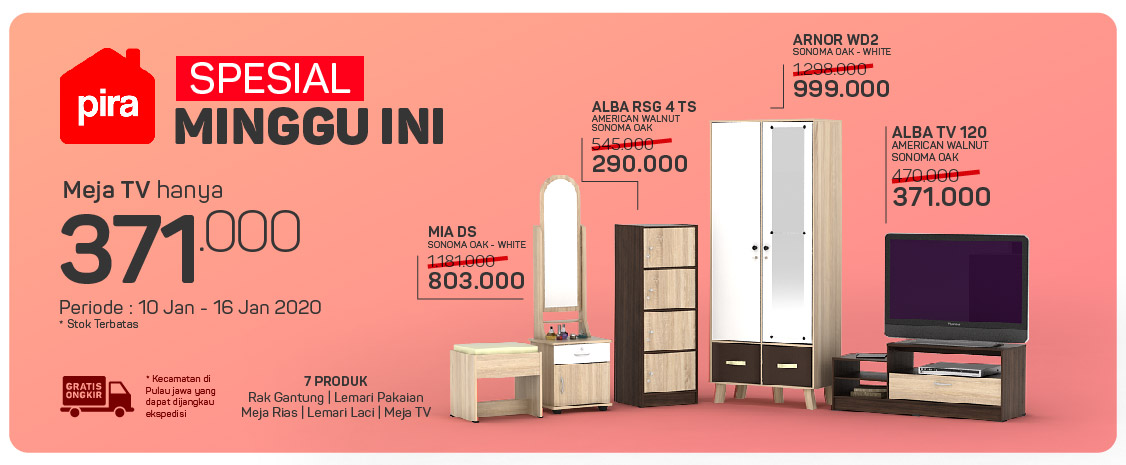 pira
SPESIAL
MINGGU INI
Meja TV hanya
371.000
Periode : 10 Jan - 16 Jan 2020
* Stok Terbatas
GRATIS
ONGKIR
* Kecamatan di
Pulau jawa yang
dapat dijangkau
ekspedisi
7 PRODUK
Rak Gantung | Lemari Pakaian
Meja Rias | Lemari Laci | Meja TV
MIA DS
SONOMA OAK - WHITE
1.181.000
803.000
ALBA RSG 4 TS
AMERICAN WALNUT
SONOMA OAK
545.000
290.000
ARNOR WD2
SONOMA OAK - WHITE
1.298.000
999.000
ALBA TV 120
AMERICAN WALNUT
SONOMA OAK
470.000
371.000